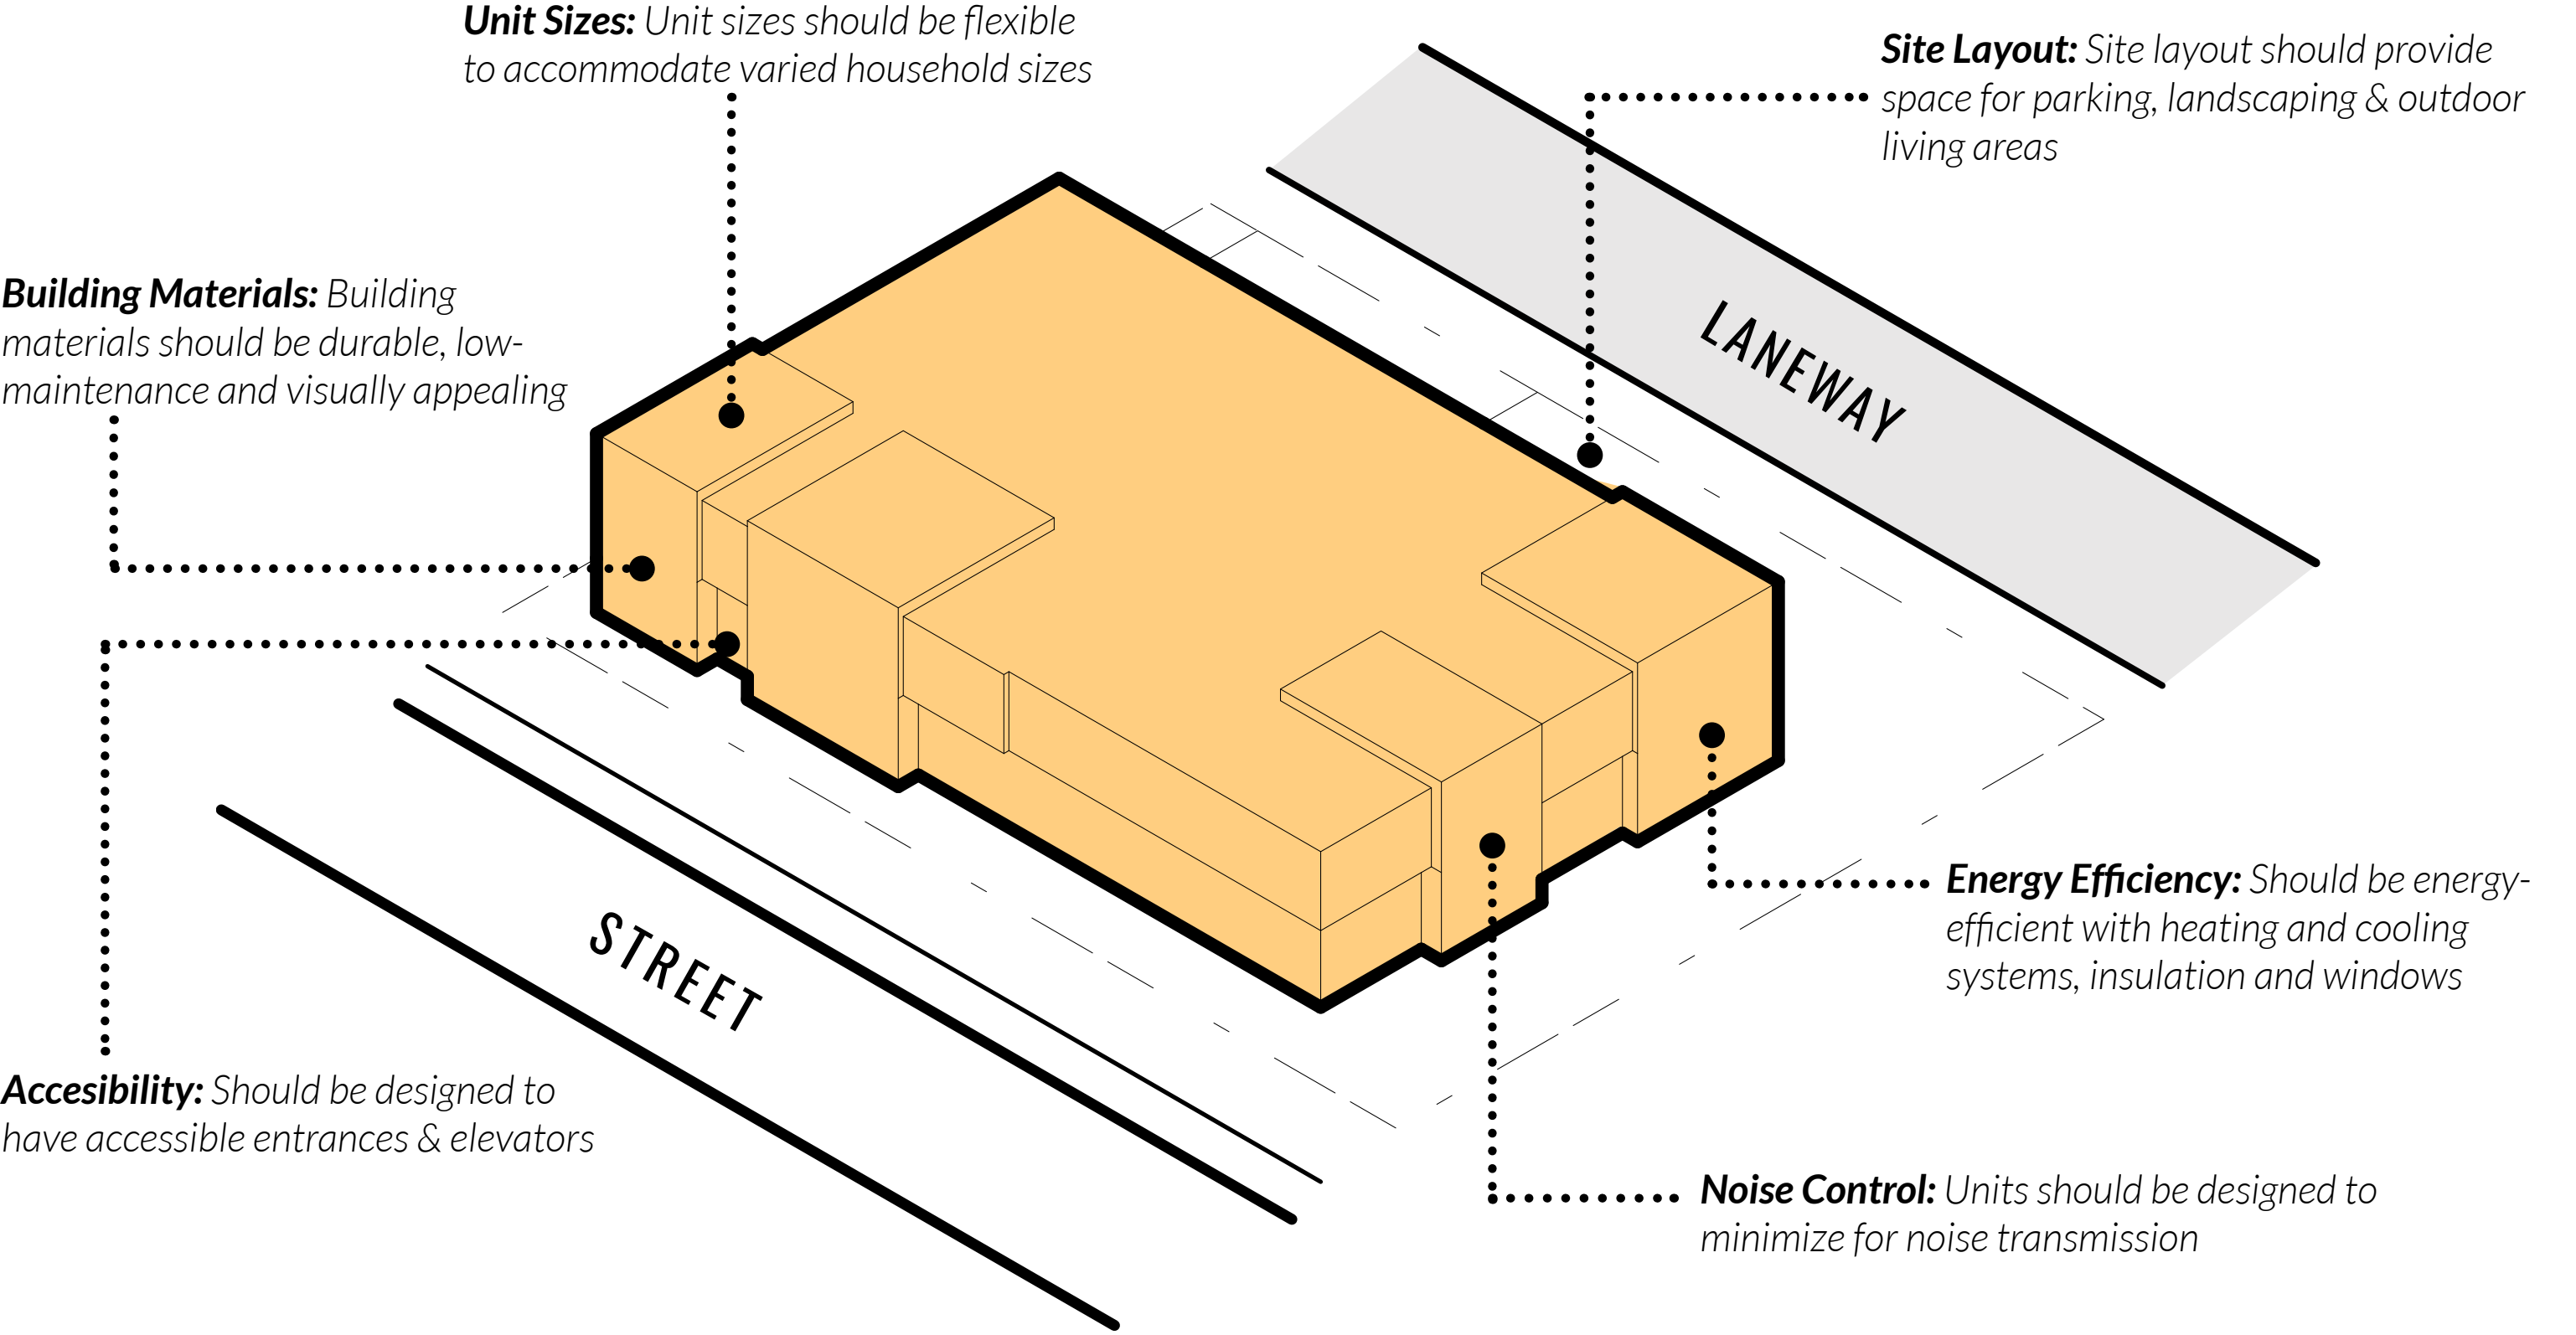 Unit Sizes: Unit sizes should be flexible
to accommodate varied household sizes
Site Layout: Site layout should provide
space for parking, landscaping & outdoor
living areas
Building Materials: Building
materials should be durable, low-
maintenance and visually appealing
LANEWAY
STREET
Energy Efficiency: Should be energy-
efficient with heating and cooling
systems, insulation and windows
Accesibility: Should be designed to
have accessible entrances & elevators
Noise Control: Units should be designed to
minimize for noise transmission